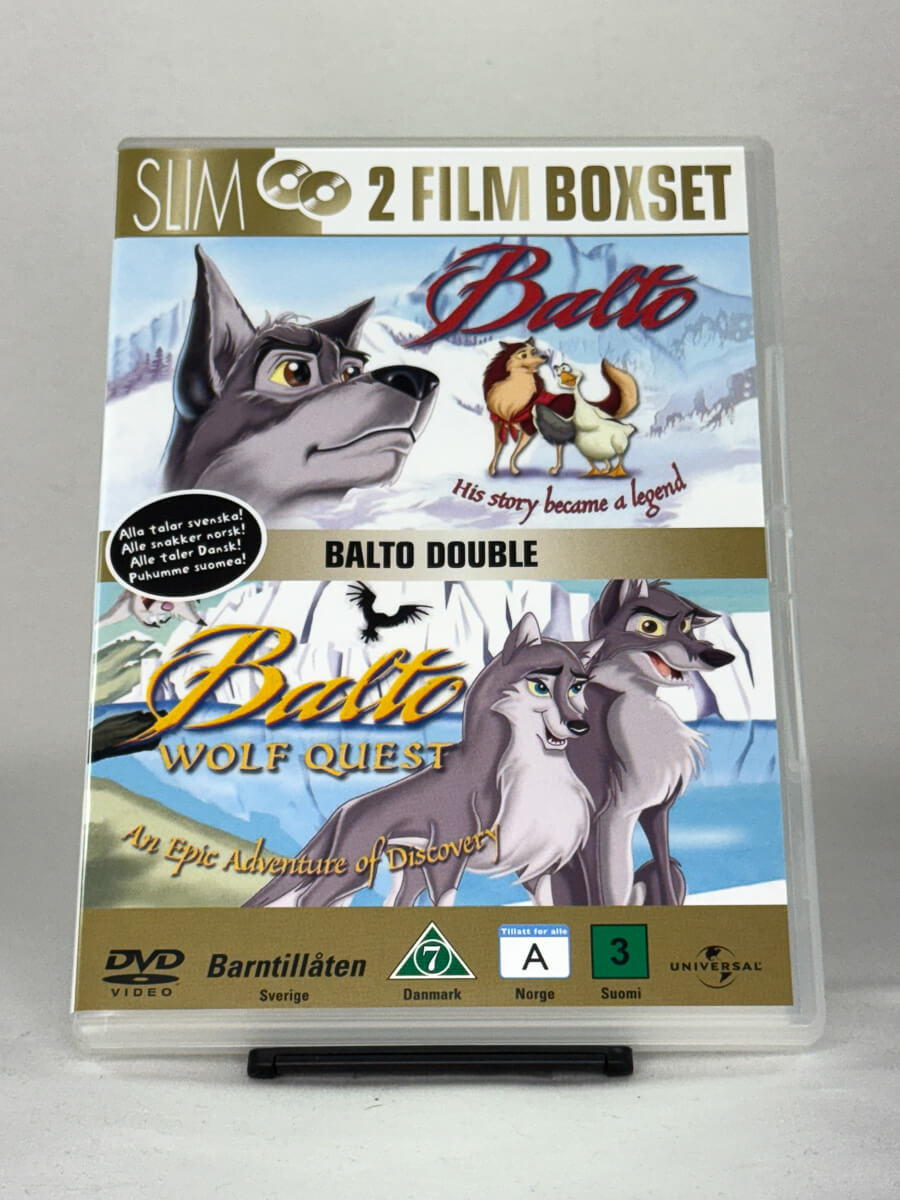 SLIM 2 FILM BOXSET
Balto
His story became a legend
Alla talar svenska!
Alle snakker norsk!
Alle taler Dansk!
Puhumme suomea!
BALTO DOUBLE
Balto
WOLF QUEST
An Epic Adventure of Discovery
DVD
VIDEO
Barntillåten
Sverige
7
Danmark
Tillatt for alle
A
Norge
3
Suomi
UNIVERSAL